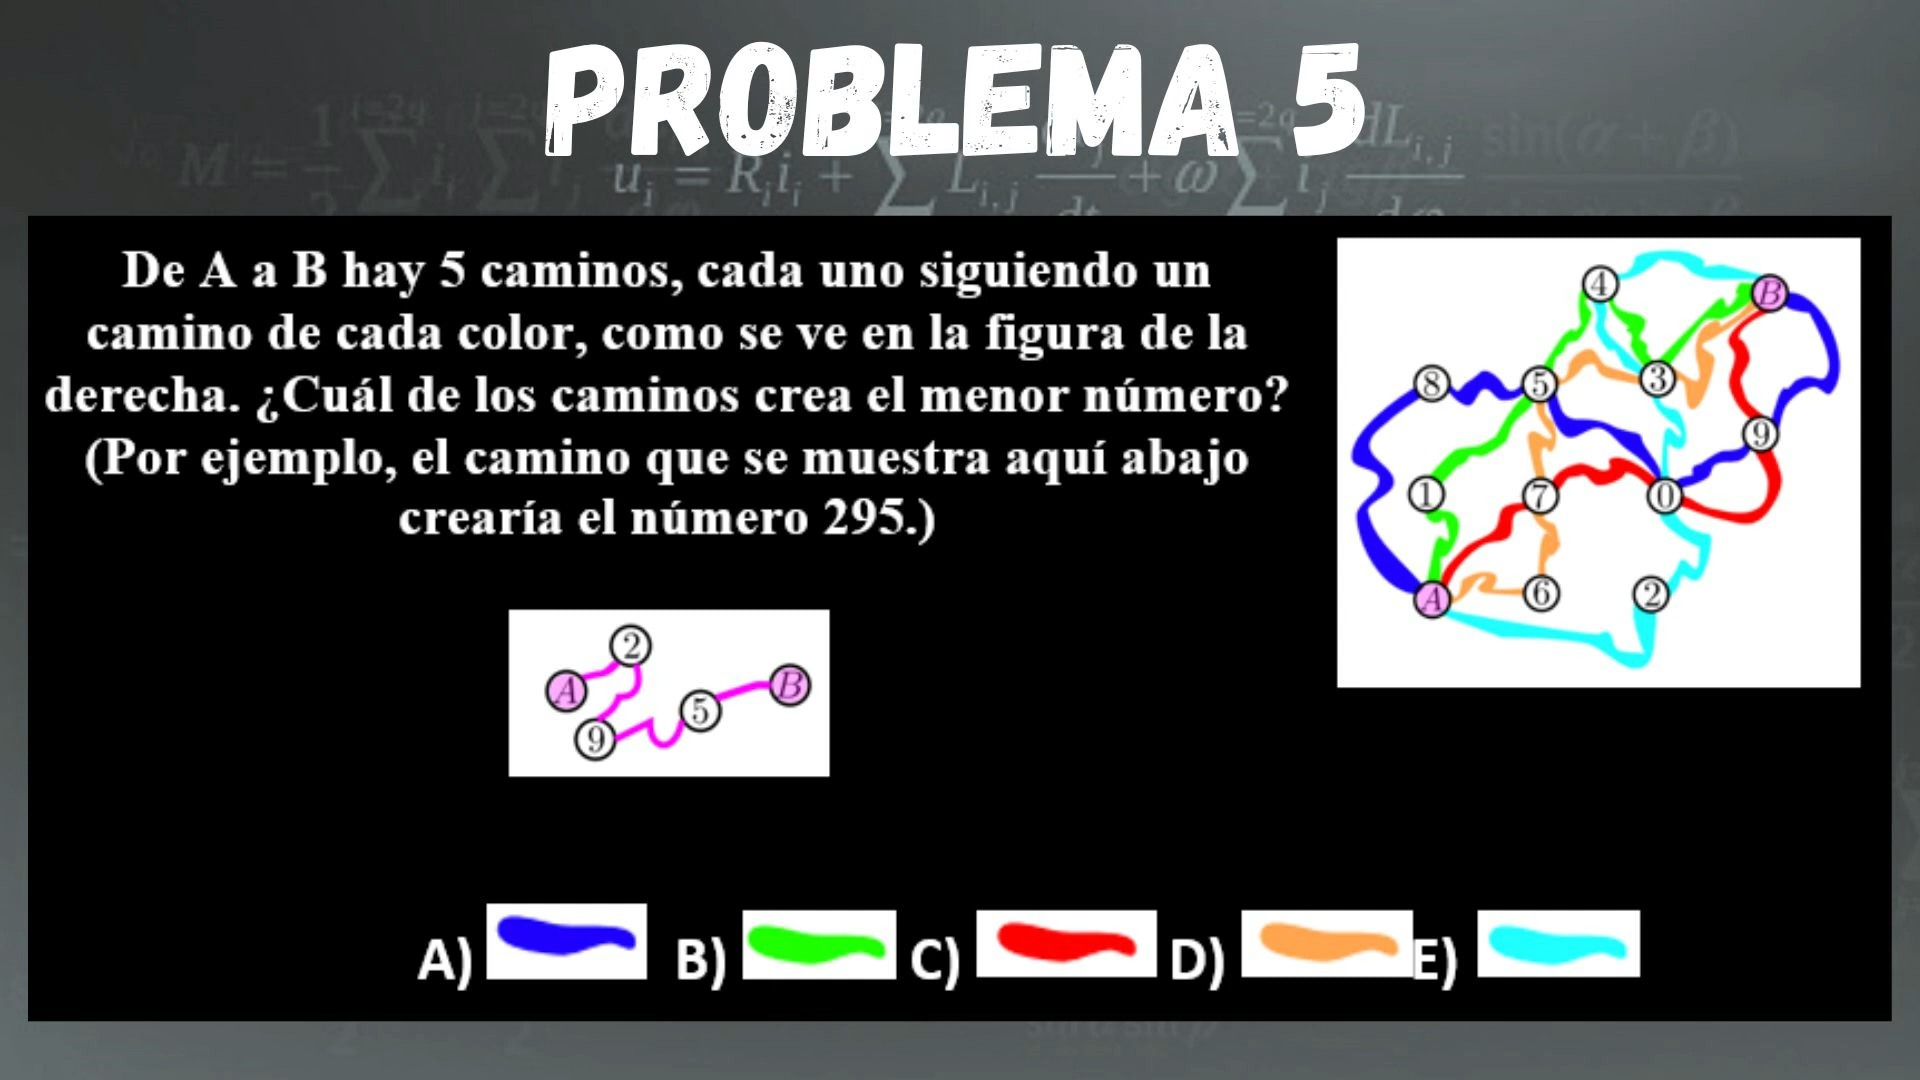 PROBLEMA 5
De A a B hay 5 caminos, cada uno siguiendo un
camino de cada color, como se ve en la figura de la
derecha. ¿Cuál de los caminos crea el menor número?
(Por ejemplo, el camino que se muestra aquí abajo
crearía el número 295.)
4
B
8
5
3
9
1
7
0
A
6
2
2
A
B
5
9
A)
B)
C)
D)
E)